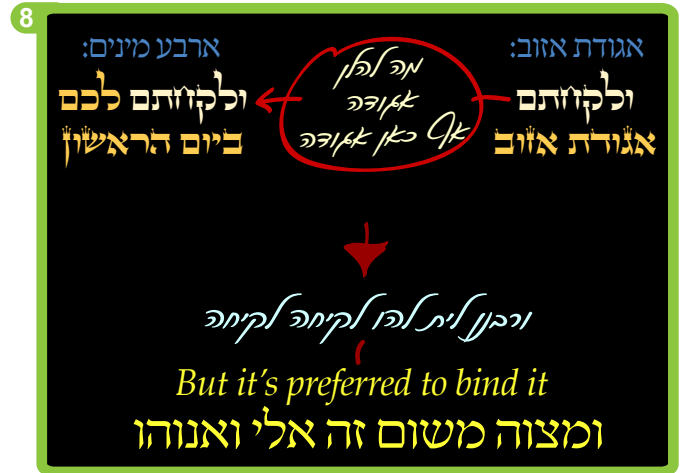 8
אגודת אזוב:
ולקחתם
אגודת אזוב
מה להלן
אגודה
אף כאן אגודה
ארבע מינים:
ולקחתם לכם
ביום הראשון
ורבנן לית להו לקיחה לקיחה
But it's preferred to bind it
ומצוה משום זה אלי ואנוהו